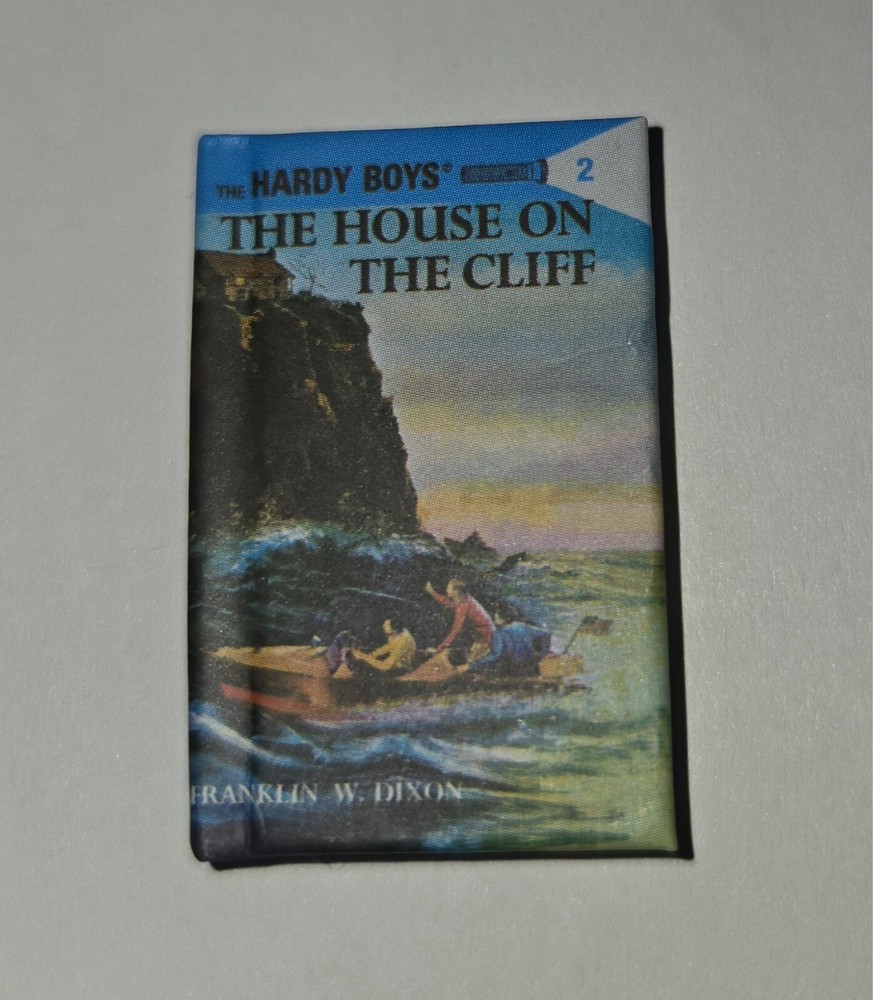 THE HARDY BOYS® 2
THE HOUSE ON
THE CLIFF
FRANKLIN W. DIXON